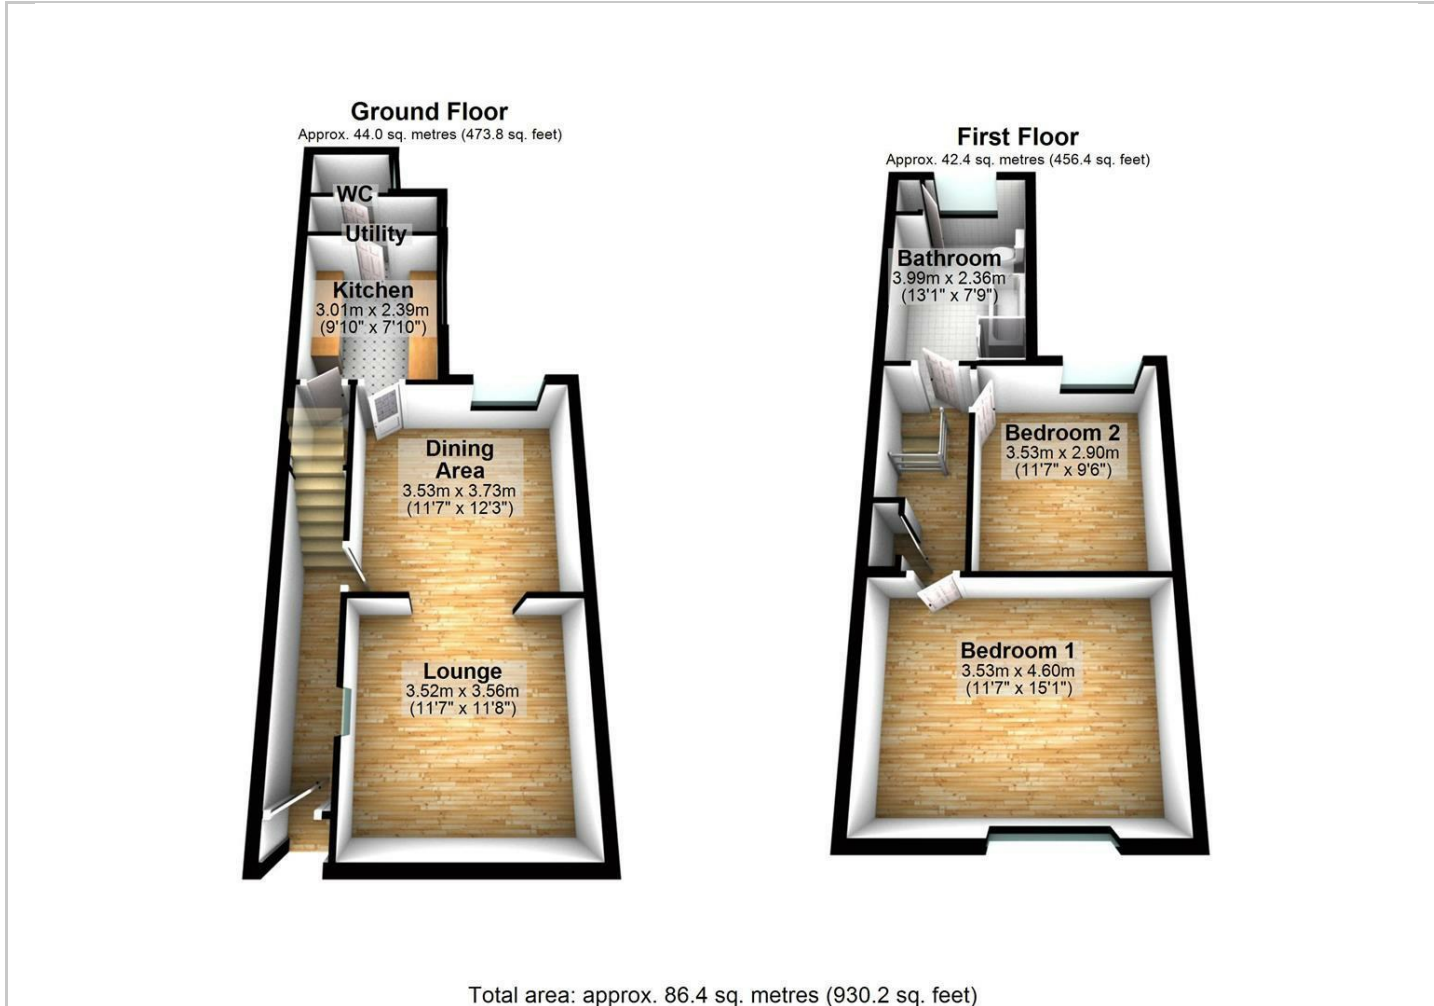 Ground Floor
Approx. 44.0 sq. metres (473.8 sq. feet)
WC
Utility
Kitchen
3.01m x 2.39m
(9'10" x 7'10")
Dining
Area
3.53m x 3.73m
(11'7" x 12'3")
Lounge
3.52m x 3.56m
(11'7" x 11'8")
First Floor
Approx. 42.4 sq. metres (456.4 sq. feet)
Bathroom
3.99m x 2.36m
(13'1" x 7'9")
Bedroom 2
3.53m x 2.90m
(11'7" x 9'6")
Bedroom 1
3.53m x 4.60m
(11'7" x 15'1")
Total area: approx. 86.4 sq. metres (930.2 sq. feet)